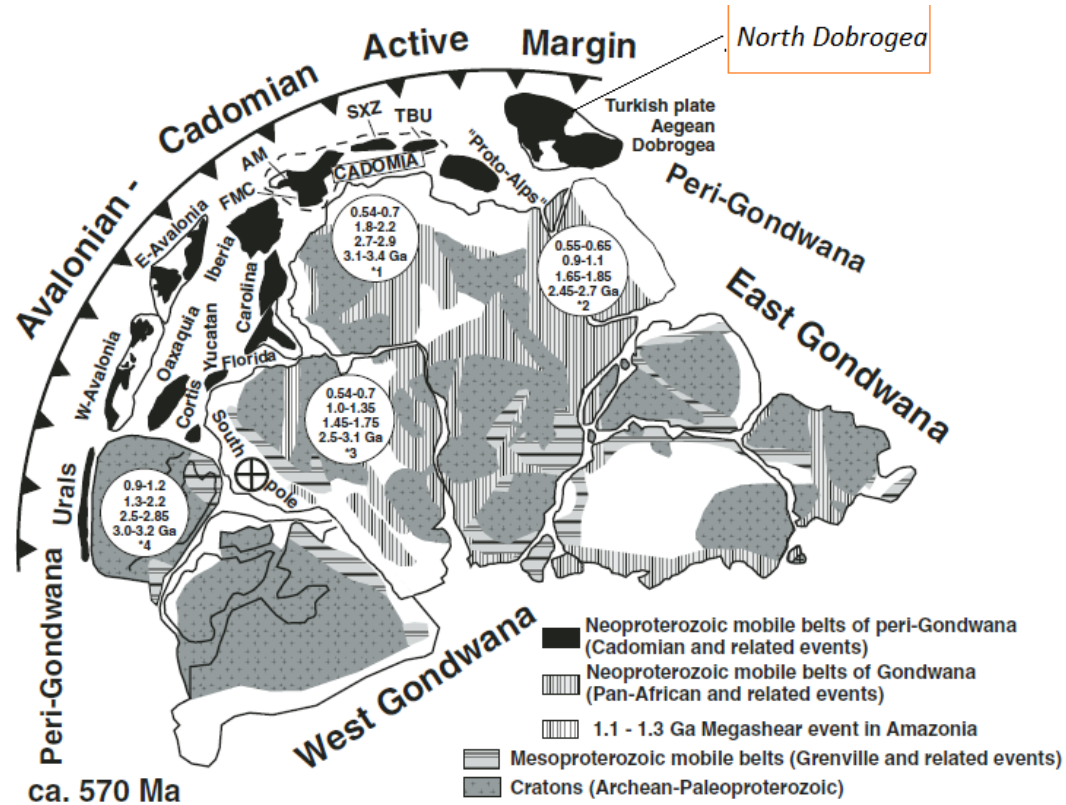 Avalonian - Cadomian Active Margin
North Dobrogea
Turkish plate
Aegean
Dobrogea
Peri-Gondwana
East Gondwana
SXZ
TBU
AM
CADOMIA
FMC
"Proto-Alps"
E-Avalonia
Iberia
Carolina
W-Avalonia
Oaxaquia
Yucatan
Florida
Cortis
South
pole
0.54-0.7
1.8-2.2
2.7-2.9
3.1-3.4 Ga
*1
0.55-0.65
0.9-1.1
1.65-1.85
2.45-2.7 Ga
*2
0.54-0.7
1.0-1.35
1.45-1.75
2.5-3.1 Ga
*3
0.9-1.2
1.3-2.2
2.5-2.85
3.0-3.2 Ga
*4
Urals
Peri-Gondwana
West Gondwana
Neoproterozoic mobile belts of peri-Gondwana
(Cadomian and related events)
Neoproterozoic mobile belts of Gondwana
(Pan-African and related events)
1.1 - 1.3 Ga Megashear event in Amazonia
Mesoproterozoic mobile belts (Grenville and related events)
Cratons (Archean-Paleoproterozoic)
ca. 570 Ma